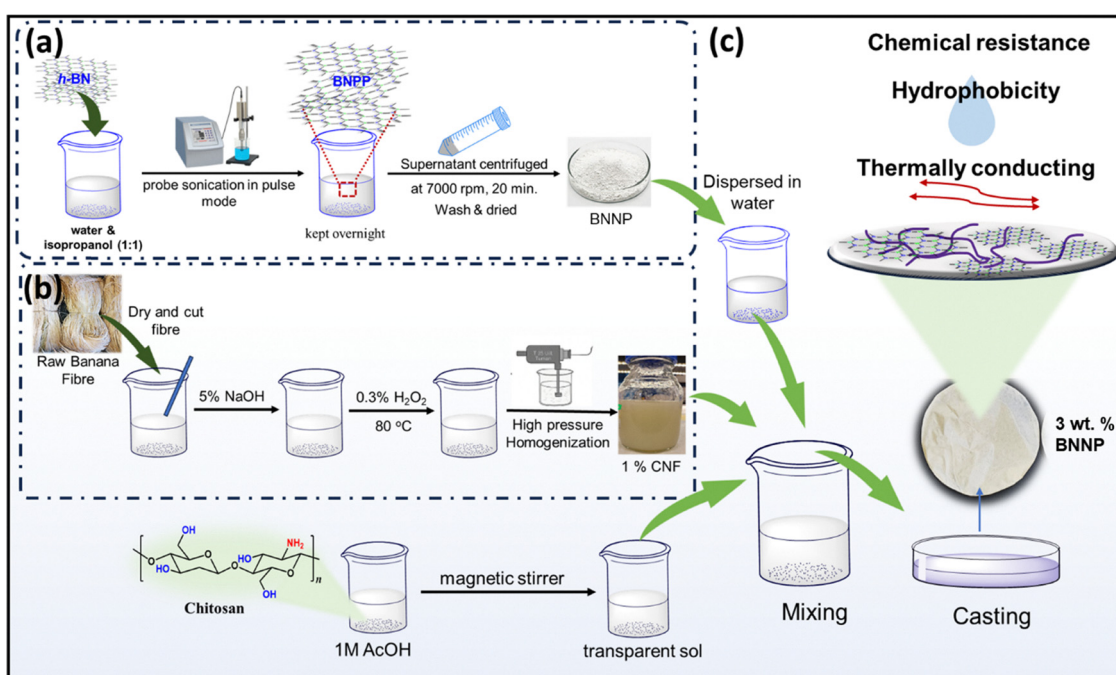 (a)
h-BN
water &
isopropanol (1:1)
probe sonication in pulse
mode
BNPP
kept overnight
Supernatant centrifuged
at 7000 rpm, 20 min.
Wash & dried
BNNP
Dispersed in
water
(b)
Raw Banana
Fibre
Dry and cut
fibre
5% NaOH
0.3% H₂O₂
80 ºC
High pressure
Homogenization
1 % CNF
OH
HO
O
O
HO
NH₂
O
OH
n
Chitosan
1M AcOH
magnetic stirrer
transparent sol
Mixing
Casting
(c)
Chemical resistance
Hydrophobicity
Thermally conducting
3 wt. %
BNNP